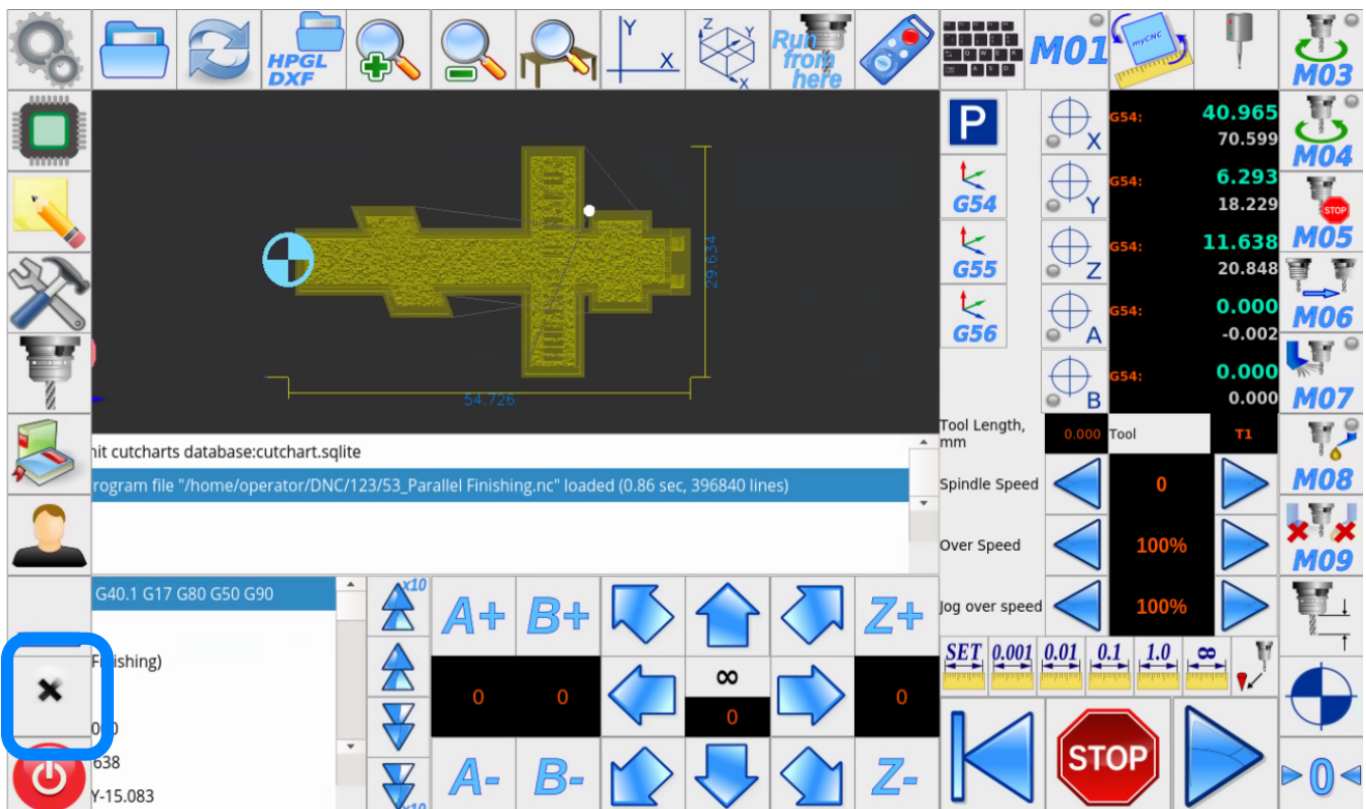 HPGL
DXF
Y
X
Z
Y
X
Run
from
here
M01
myCNC
M03
P
X
G54:
40.965
70.599
M04
G54
Y
G54:
6.293
18.229
STOP
M05
G55
Z
G54:
11.638
20.848
M06
G56
A
G54:
0.000
-0.002
B
G54:
0.000
0.000
M07
29.634
54.726
nit cutcharts database:cutchart.sqlite
rogram file "/home/operator/DNC/123/53_Parallel Finishing.nc" loaded (0.86 sec, 396840 lines)
Tool Length,
mm
0.000
Tool
T1
M08
Spindle Speed
0
Over Speed
100%
M09
Jog over speed
100%
G40.1 G17 G80 G50 G90
Finishing)
000
638
Y-15.083
x10
A+
B+
Z+
0
0
∞
0
0
A-
B-
Z-
x10
SET
0.001
0.01
0.1
1.0
∞
STOP
0